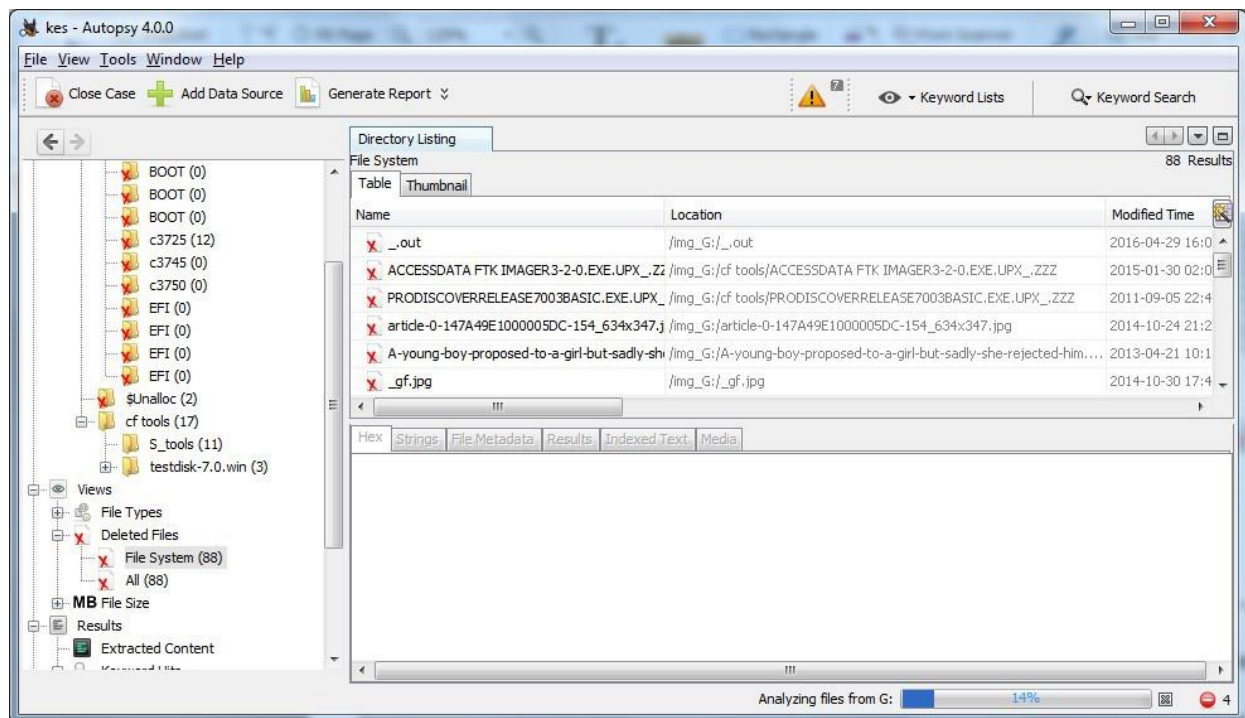 kes - Autopsy 4.0.0
File View Tools Window Help
Close Case Add Data Source Generate Report 7 Keyword Lists Keyword Search
BOOT (0)
BOOT (0)
BOOT (0)
c3725 (12)
c3745 (0)
c3750 (0)
EFI (0)
EFI (0)
EFI (0)
EFI (0)
$Unalloc (2)
cf tools (17)
S_tools (11)
testdisk-7.0.win (3)
Views
File Types
Deleted Files
File System (88)
All (88)
MB File Size
Results
Extracted Content
Directory Listing
File System 88 Results
Table Thumbnail
Name Location Modified Time
_.out /img_G:/_.out 2016-04-29 16:0
ACCESSDATA FTK IMAGER3-2-0.EXE.UPX_.ZZ /img_G:/cf tools/ACCESSDATA FTK IMAGER3-2-0.EXE.UPX_.ZZZ 2015-01-30 02:0
PRODISCOVERRELEASE7003BASIC.EXE.UPX_ /img_G:/cf tools/PRODISCOVERRELEASE7003BASIC.EXE.UPX_.ZZZ 2011-09-05 22:4
article-0-147A49E1000005DC-154_634x347.j /img_G:/article-0-147A49E1000005DC-154_634x347.jpg 2014-10-24 21:2
A-young-boy-proposed-to-a-girl-but-sadly-sh /img_G:/A-young-boy-proposed-to-a-girl-but-sadly-she-rejected-him.... 2013-04-21 10:1
_gf.jpg /img_G:/_gf.jpg 2014-10-30 17:4
Hex Strings File Metadata Results Indexed Text Media
Analyzing files from G: 14% 4